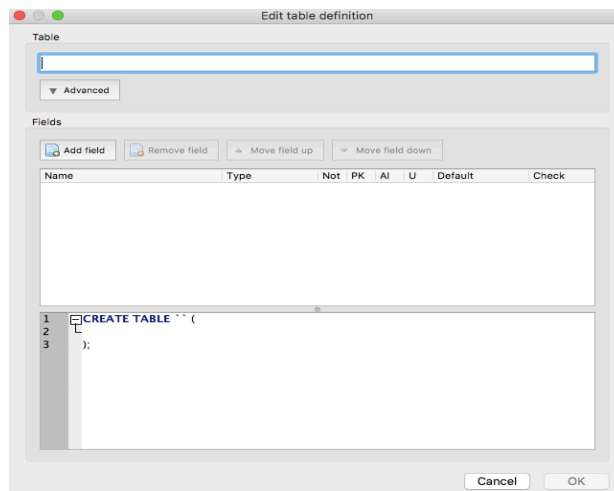 Edit table definition
Table
Advanced
Fields
Add field Remove field Move field up Move field down
Name Type Not PK AI U Default Check
1 CREATE TABLE `` (
2
3 );
Cancel OK